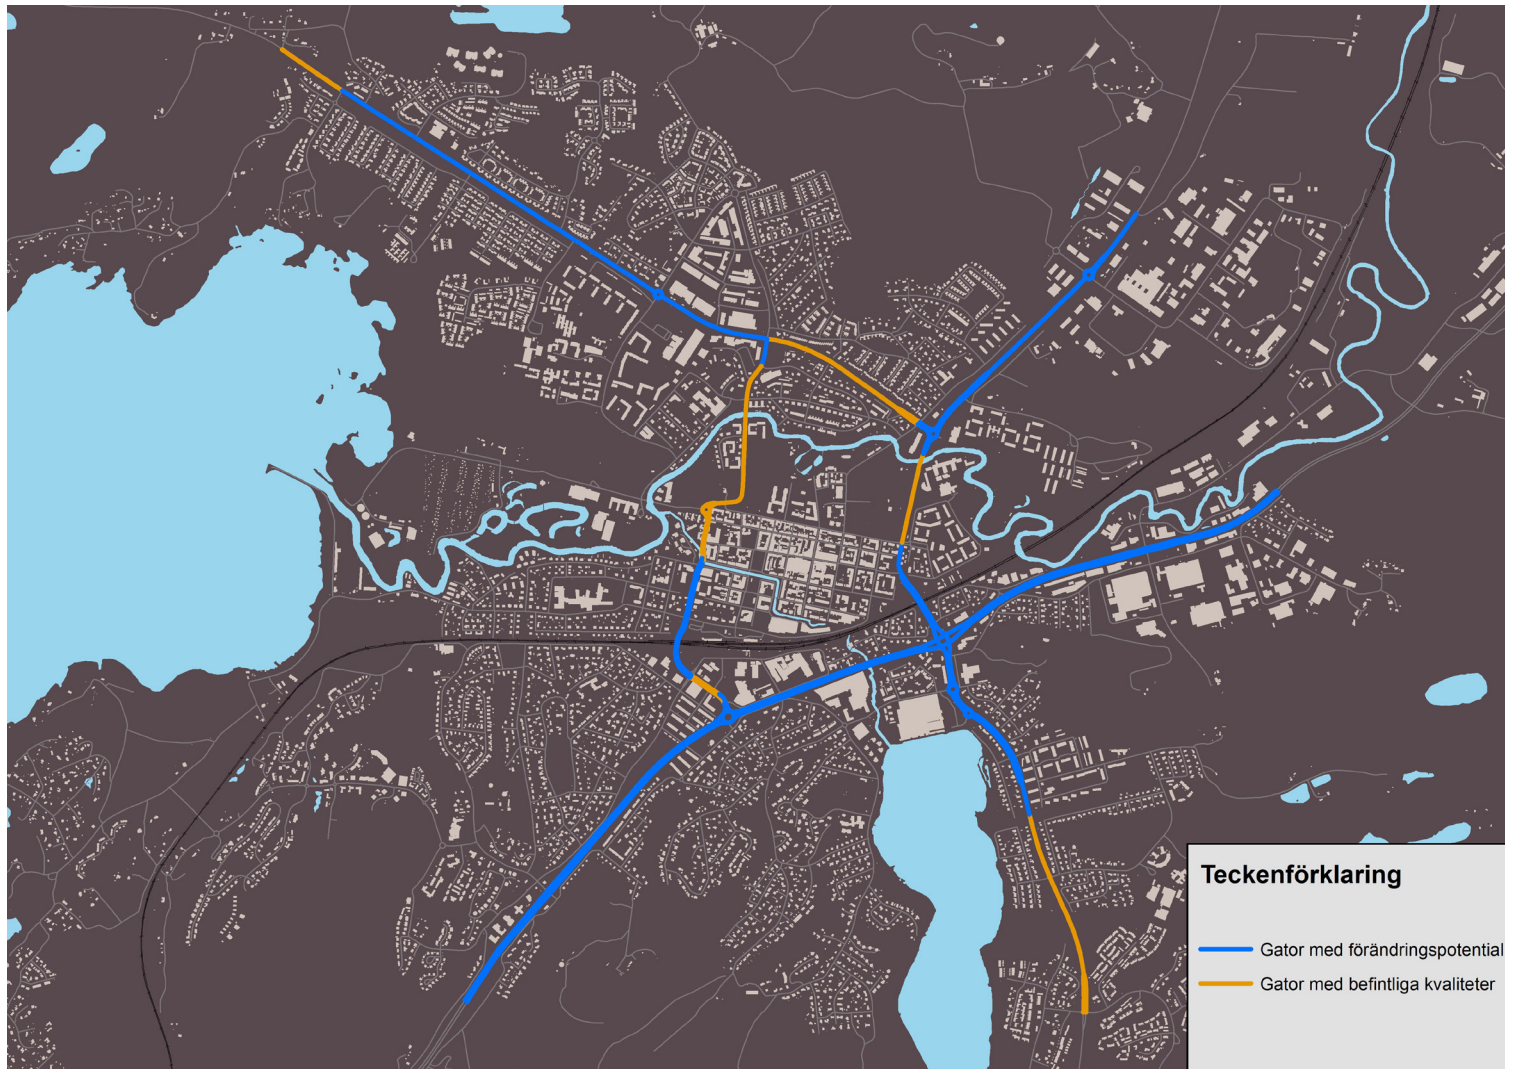 Teckenförklaring
Gator med förändringspotential
Gator med befintliga kvaliteter